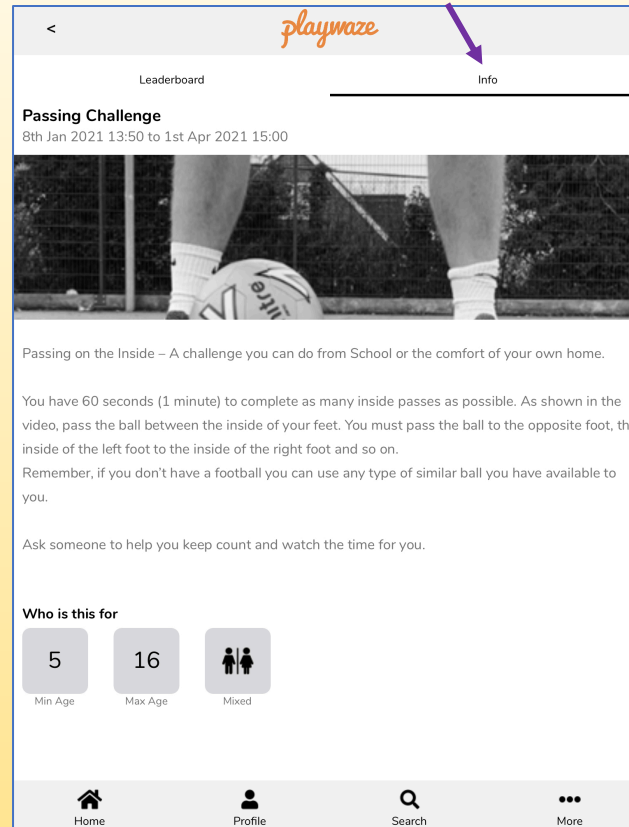 <
playwaze
Leaderboard
Info
Passing Challenge
8th Jan 2021 13:50 to 1st Apr 2021 15:00
mitre
Passing on the Inside – A challenge you can do from School or the comfort of your own home.
You have 60 seconds (1 minute) to complete as many inside passes as possible. As shown in the
video, pass the ball between the inside of your feet. You must pass the ball to the opposite foot, th
inside of the left foot to the inside of the right foot and so on.
Remember, if you don’t have a football you can use any type of similar ball you have available to
you.
Ask someone to help you keep count and watch the time for you.
Who is this for
5
16
Min Age
Max Age
Mixed
Home
Profile
Search
More